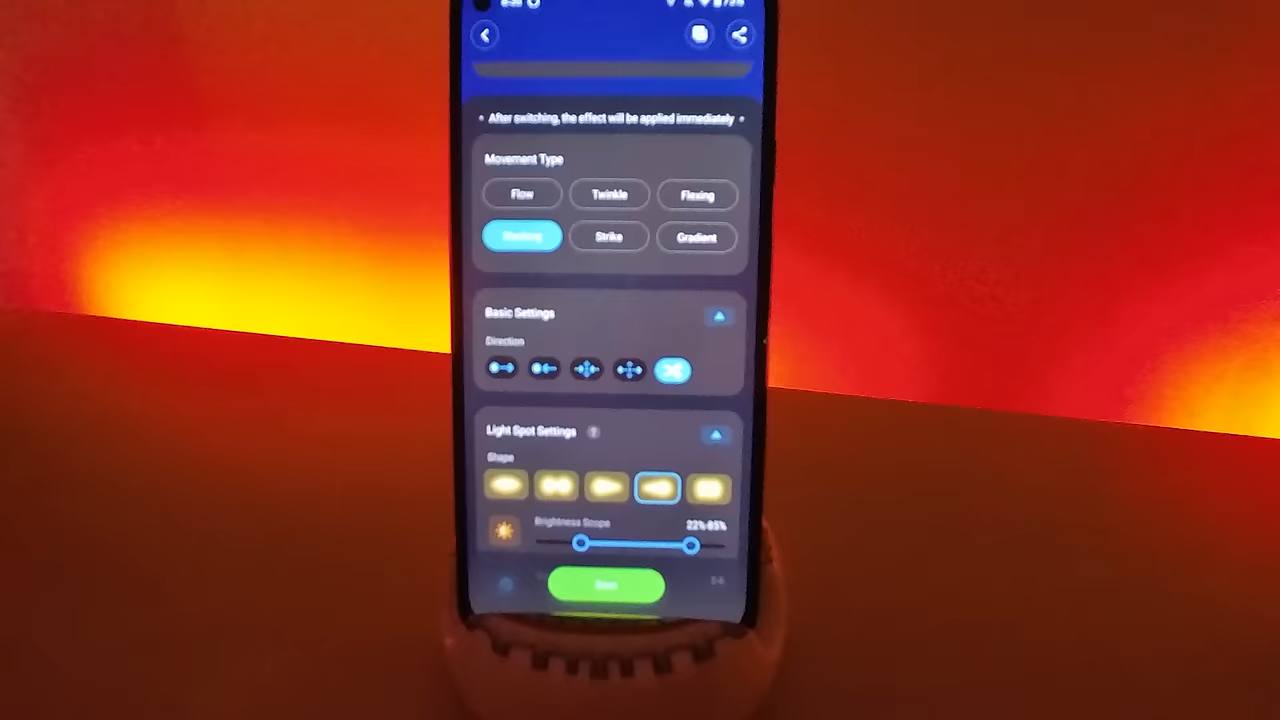 After switching, the effect will be applied immediately
Movement Type
Flow Twinkle Flexing
Strike Gradient
Basic Settings
Direction
Light Spot Settings ?
Shape
Brightness Scope 22%-85%